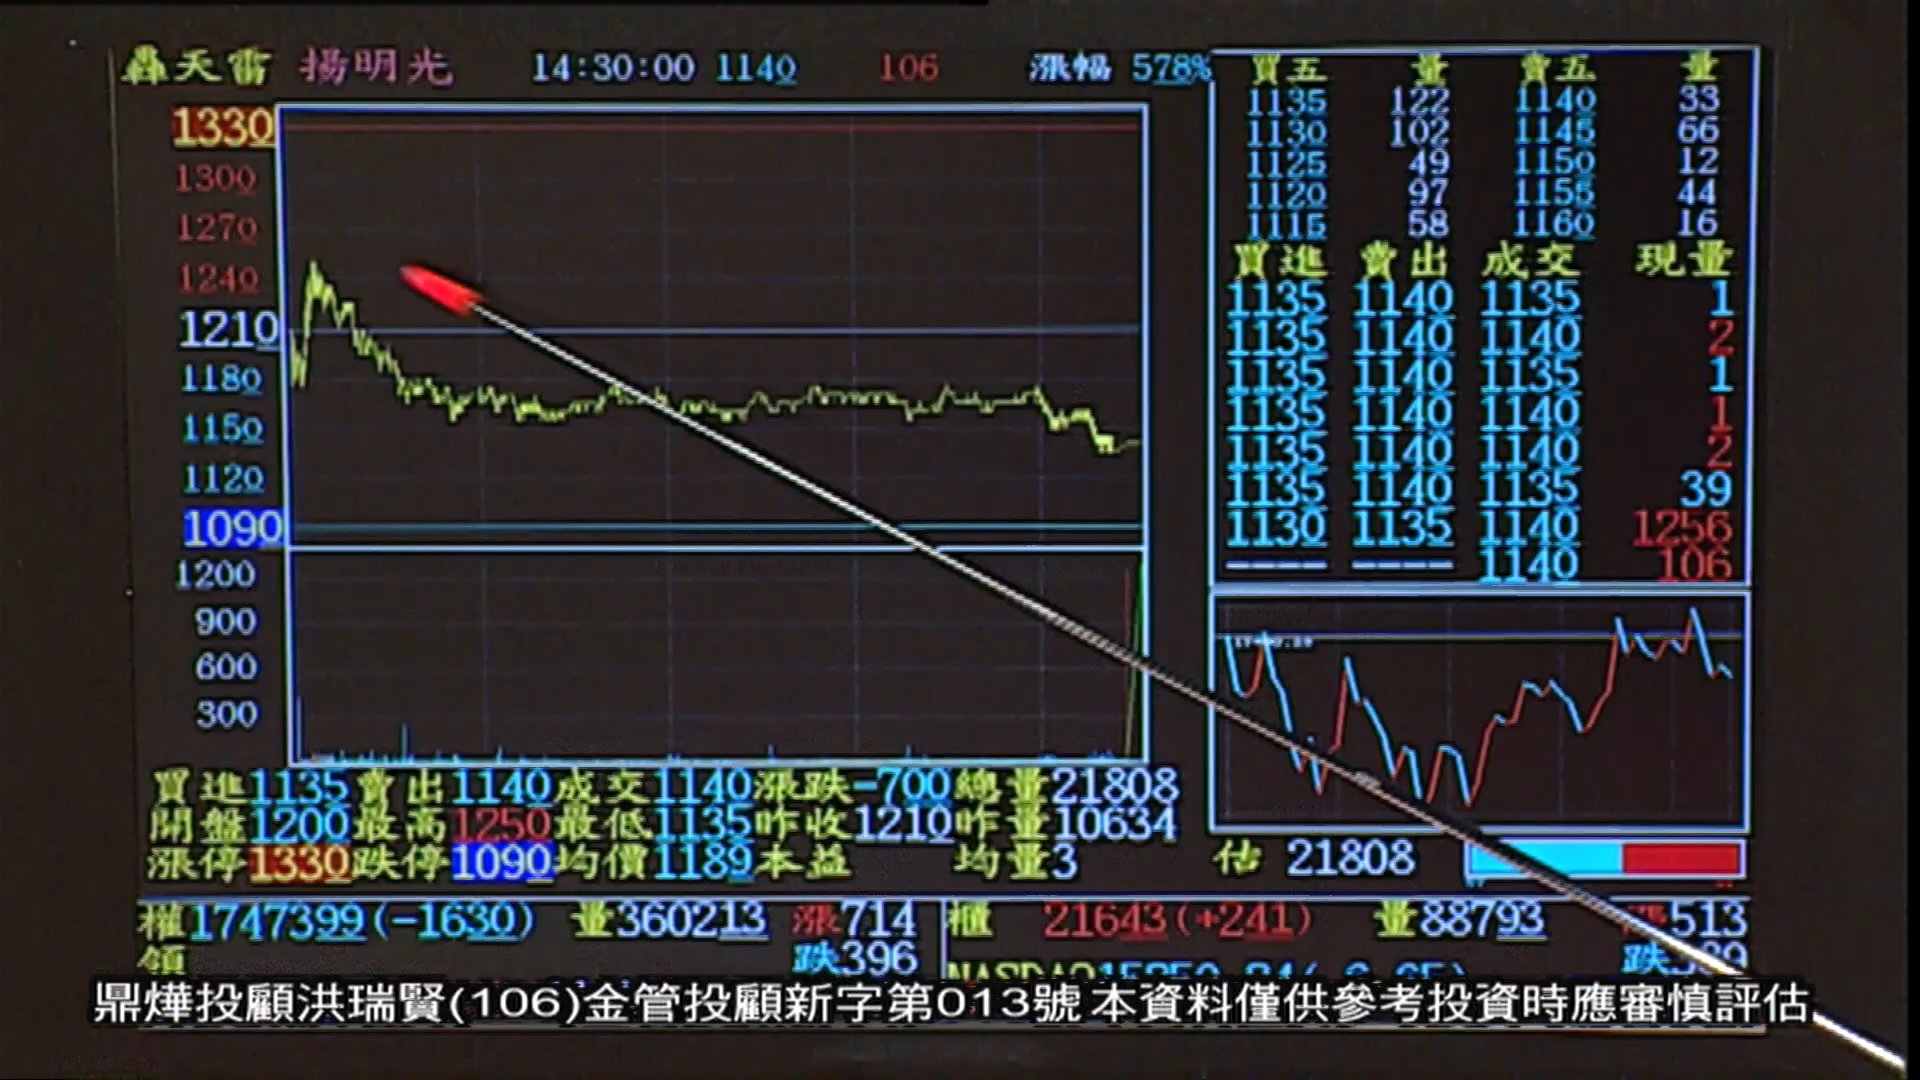 轟天雷 揚明光 14:30:00 1140 106 漲幅 578%
1330
1300
1270
1240
1210
1180
1150
1120
1090
1200
900
600
300
買五 量 賣五 量
1135 122 1140 33
1130 102 1145 66
1125 49 1150 12
1120 97 1155 44
1115 58 1160 16
買進 賣出 成交 現量
1135 1140 1135 1
1135 1140 1140 2
1135 1140 1135 1
1135 1140 1140 1
1135 1140 1140 2
1135 1140 1135 39
1130 1135 1140 1256
---- ---- 1140 106
買進1135賣出1140成交1140漲跌-700總量21808
開盤1200最高1250最低1135昨收1210昨量10634
漲停1330跌停1090均價1189本益 均量3
估 21808
權1747399(-1630) 量360213 漲714
領 跌396
櫃 21643(+241) 量88793 漲513
跌
鼎燁投顧洪瑞賢(106)金管投顧新字第013號 本資料僅供參考投資時應審慎評估